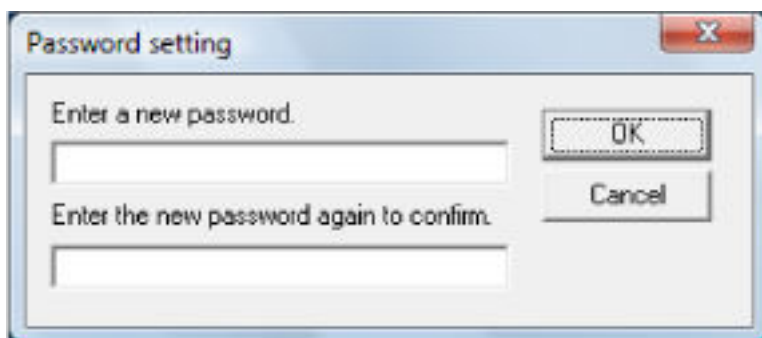 Password setting
Enter a new password.
OK
Cancel
Enter the new password again to confirm.